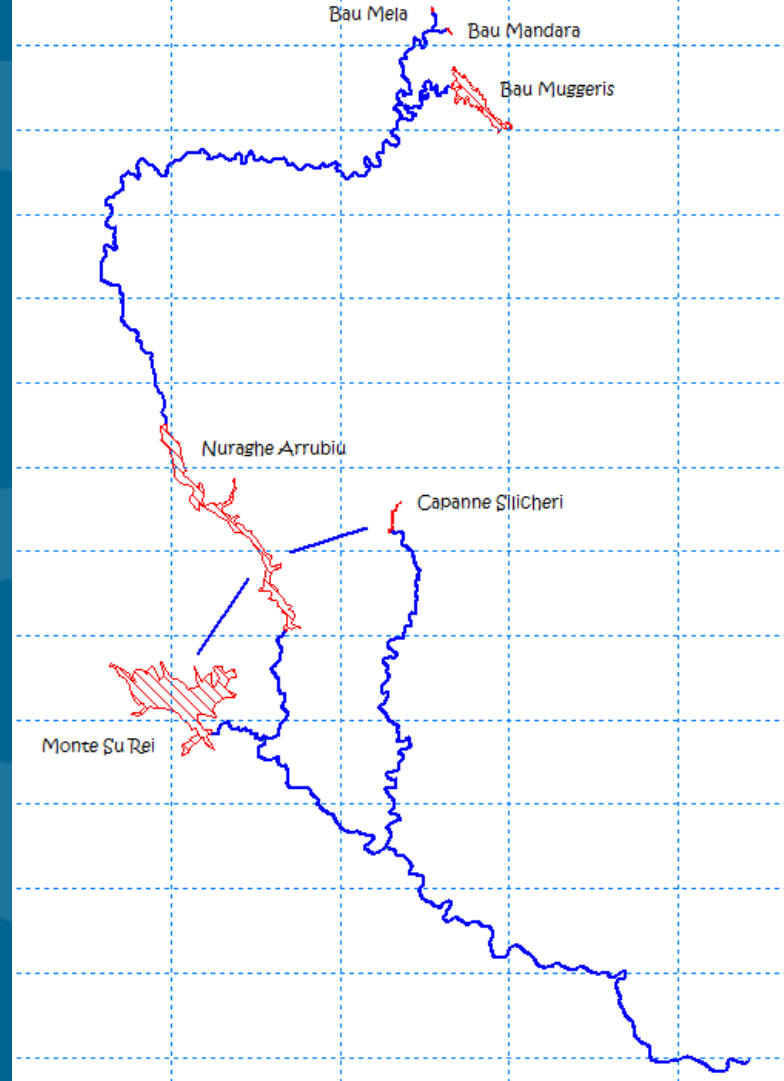 Bau Mela
Bau Mandara
Bau Muggeris
Nuraghe Arrubiu
Capanne Silicheri
Monte Su Rei